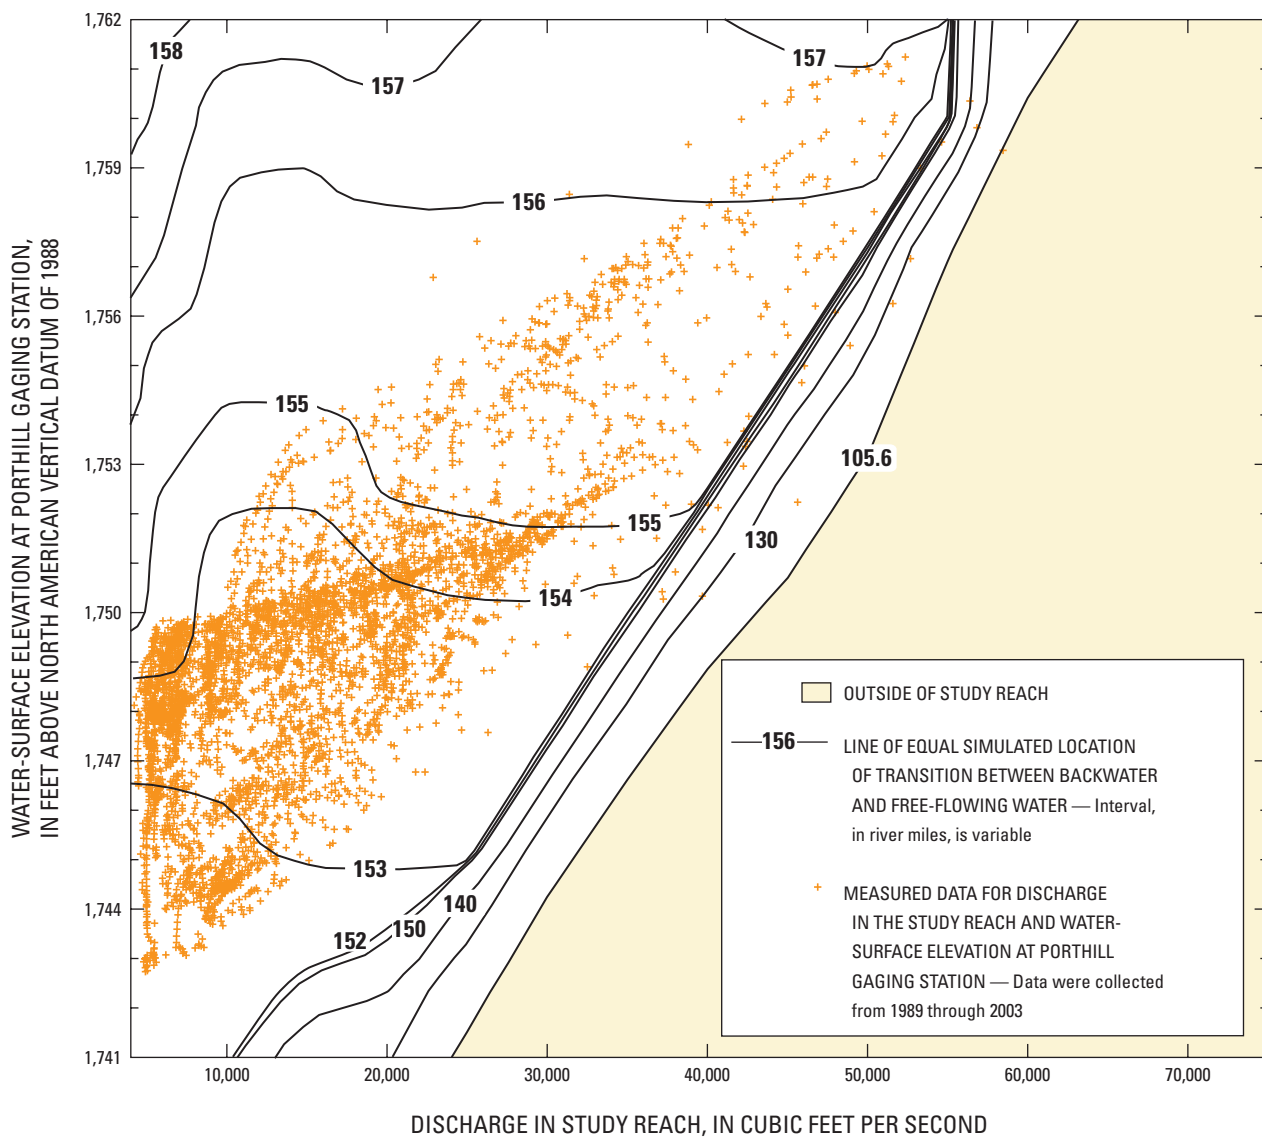 WATER-SURFACE ELEVATION AT PORTHILL GAGING STATION,
IN FEET ABOVE NORTH AMERICAN VERTICAL DATUM OF 1988
1,762
1,759
1,756
1,753
1,750
1,747
1,744
1,741
158
157
157
156
155
155
154
153
152
150
140
130
105.6
OUTSIDE OF STUDY REACH
156
LINE OF EQUAL SIMULATED LOCATION
OF TRANSITION BETWEEN BACKWATER
AND FREE-FLOWING WATER — Interval,
in river miles, is variable
MEASURED DATA FOR DISCHARGE
IN THE STUDY REACH AND WATER-
SURFACE ELEVATION AT PORTHILL
GAGING STATION — Data were collected
from 1989 through 2003
10,000
20,000
30,000
40,000
50,000
60,000
70,000
DISCHARGE IN STUDY REACH, IN CUBIC FEET PER SECOND